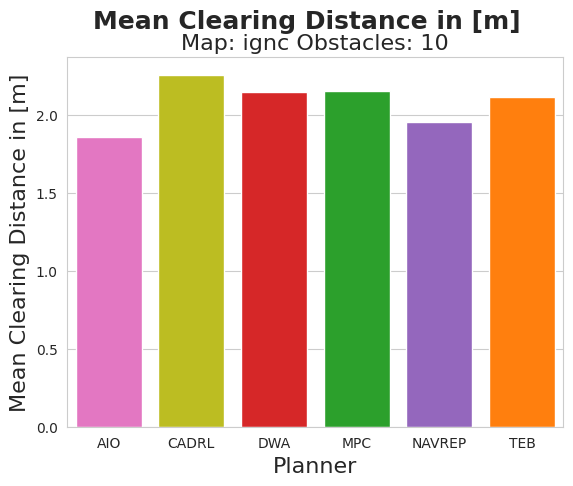 Mean Clearing Distance in [m]
Map: ignc Obstacles: 10
Mean Clearing Distance in [m]
2.0
1.5
1.0
0.5
0.0
AIO CADRL DWA MPC NAVREP TEB
Planner